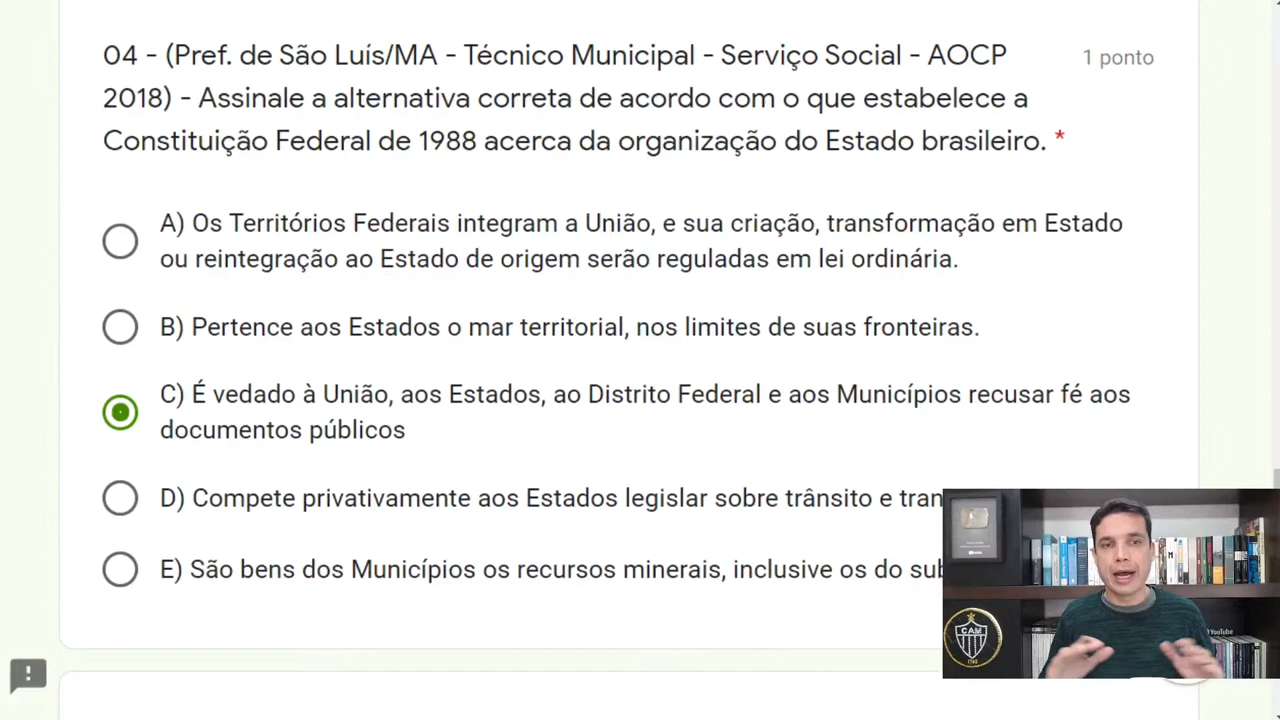 04 - (Pref. de São Luís/MA - Técnico Municipal - Serviço Social - AOCP
1 ponto
2018) - Assinale a alternativa correta de acordo com o que estabelece a
Constituição Federal de 1988 acerca da organização do Estado brasileiro. *
A) Os Territórios Federais integram a União, e sua criação, transformação em Estado
ou reintegração ao Estado de origem serão reguladas em lei ordinária.
B) Pertence aos Estados o mar territorial, nos limites de suas fronteiras.
C) É vedado à União, aos Estados, ao Distrito Federal e aos Municípios recusar fé aos
documentos públicos
D) Compete privativamente aos Estados legislar sobre trânsito e tran
E) São bens dos Municípios os recursos minerais, inclusive os do sub
CAM
YouTube